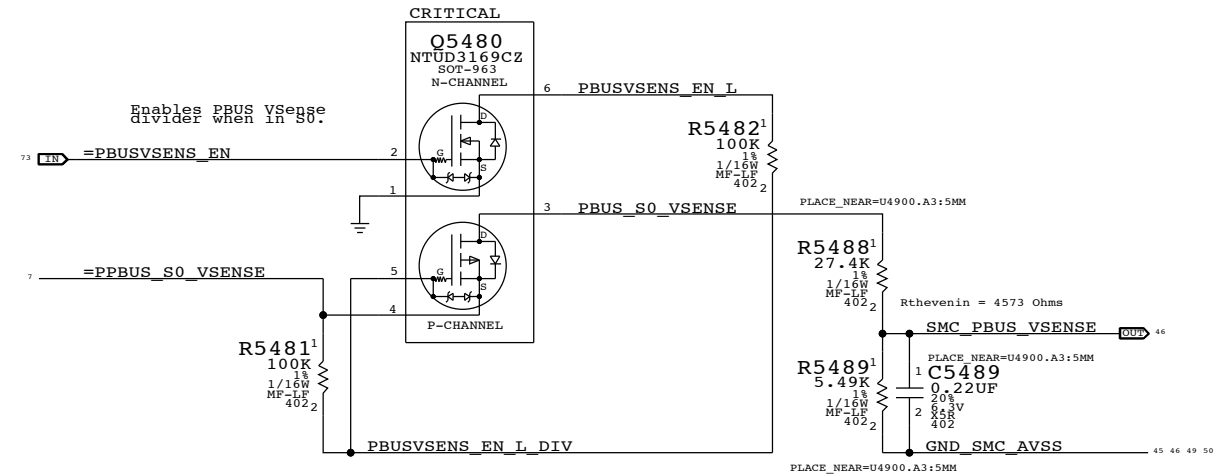 CRITICAL
Q5480
NTUD3169CZ
SOT-963
N-CHANNEL
6 PBUSVSENS_EN_L
Enables PBUS VSense
divider when in S0.
D
R5482 1
100K
1%
1/16W
MF-LF
402 2
73 IN =PBUSVSENS_EN 2
G
S
1
3 PBUS_S0_VSENSE
PLACE_NEAR=U4900.A3:5MM
D
R5488 1
27.4K
1%
1/16W
MF-LF
402 2
7 =PPBUS_S0_VSENSE
5
G
S
4
P-CHANNEL
Rthevenin = 4573 Ohms
SMC_PBUS_VSENSE OUT 46
R5481 1
100K
1%
1/16W
MF-LF
402 2
PLACE_NEAR=U4900.A3:5MM
R5489 1
5.49K
1%
1/16W
MF-LF
402 2
1 C5489
0.22UF
20%
6.3V
2 X5R
402
PBUSVSENS_EN_L_DIV
GND_SMC_AVSS 45 46 49 50
PLACE_NEAR=U4900.A3:5MM